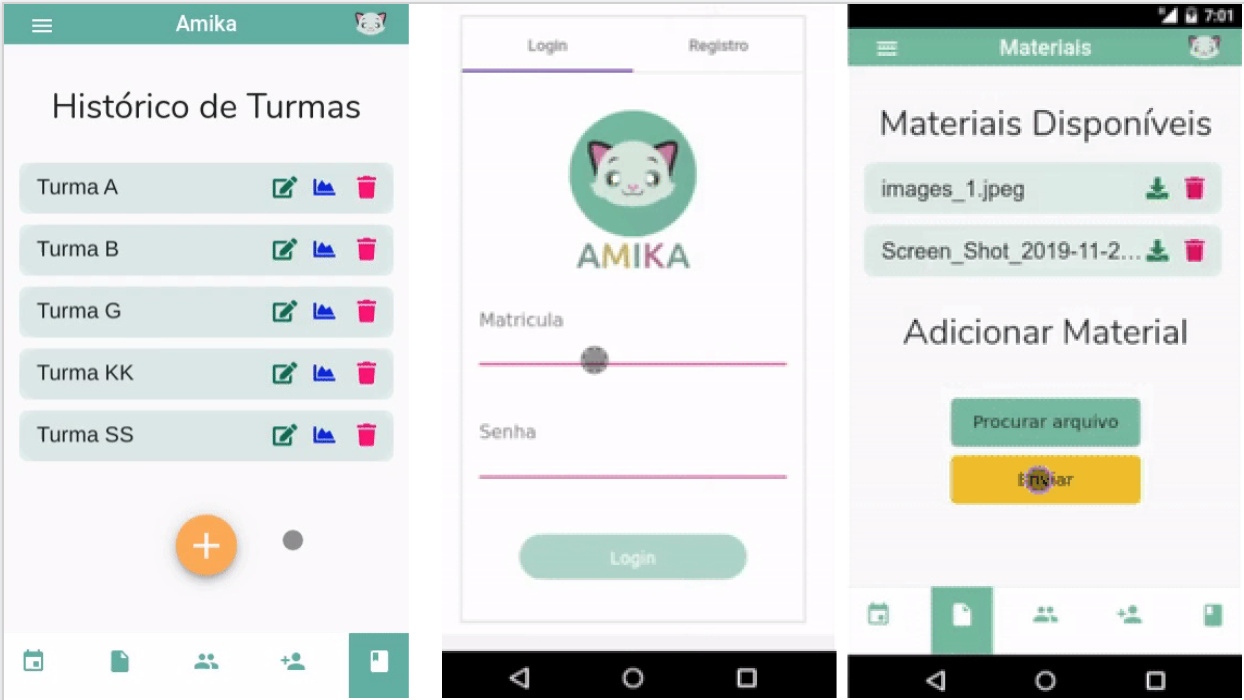 Amika
Histórico de Turmas
Turma A
Turma B
Turma G
Turma KK
Turma SS
Login Registro
AMIKA
Matricula
Senha
Login
7:01
Materiais
Materiais Disponíveis
images_1.jpeg
Screen_Shot_2019-11-2...
Adicionar Material
Procurar arquivo
Enviar